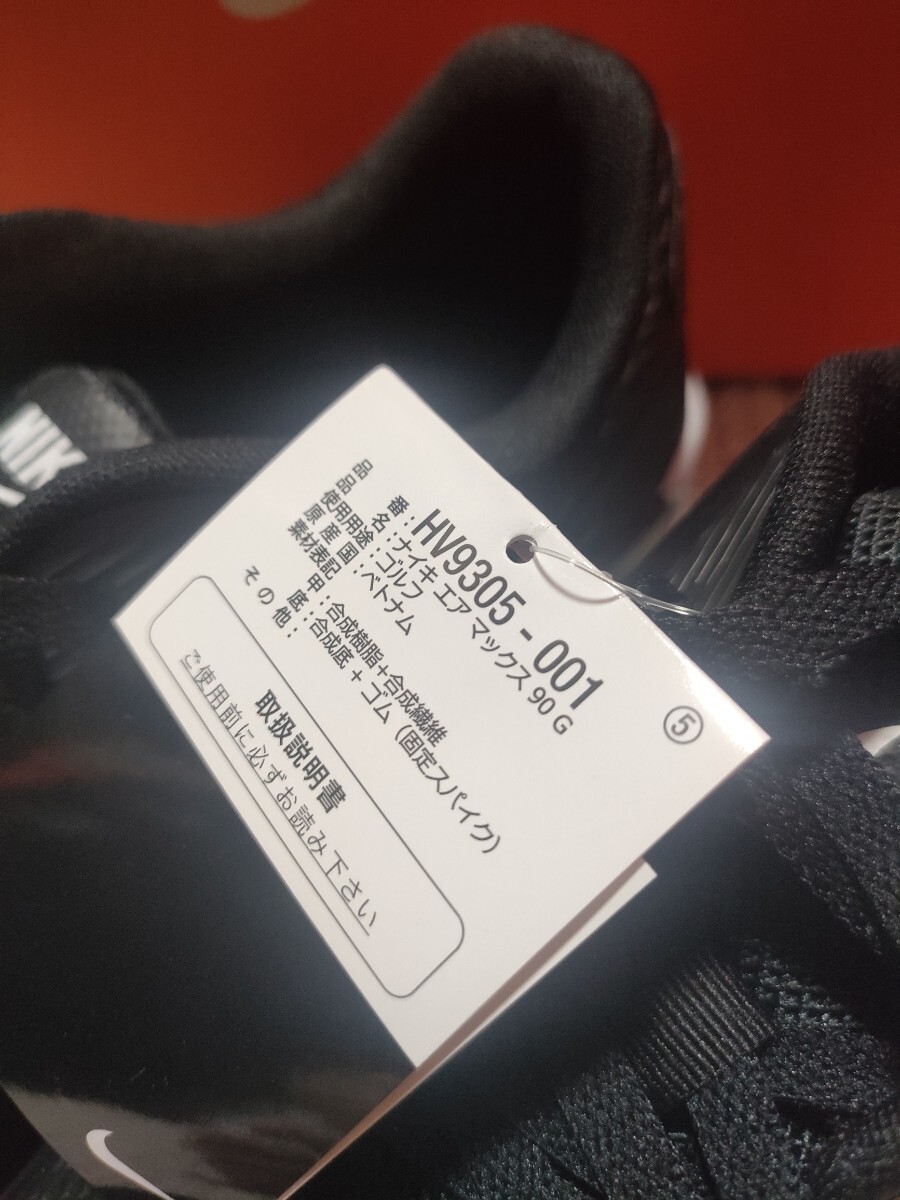 ⑤
品番:HV9305-001
品名:ナイキ エア マックス 90 G
使用用途:ゴルフ
原産国:ベトナム
素材表記 甲:合成樹脂+合成繊維
底:合成底+ゴム(固定スパイク)
その他:
取扱説明書
ご使用前に必ずお読み下さい
NIK